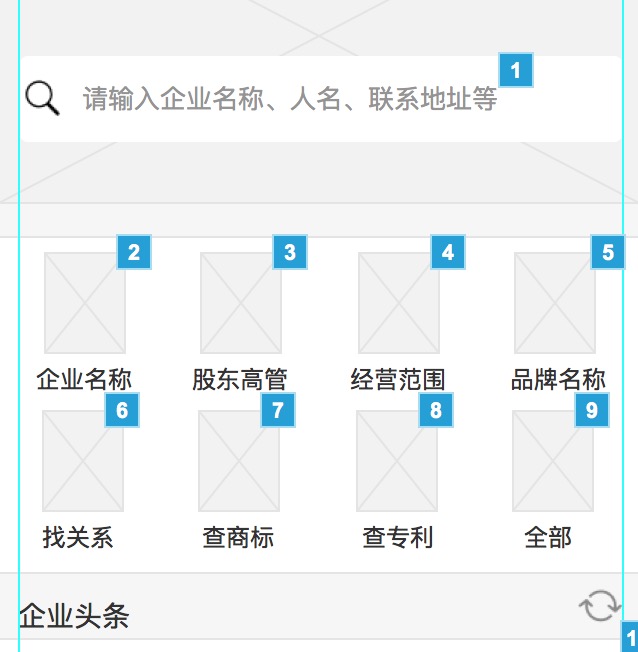 请输入企业名称、人名、联系地址等 1
2 3 4 5
企业名称 股东高管 经营范围 品牌名称
6 7 8 9
找关系 查商标 查专利 全部
企业头条